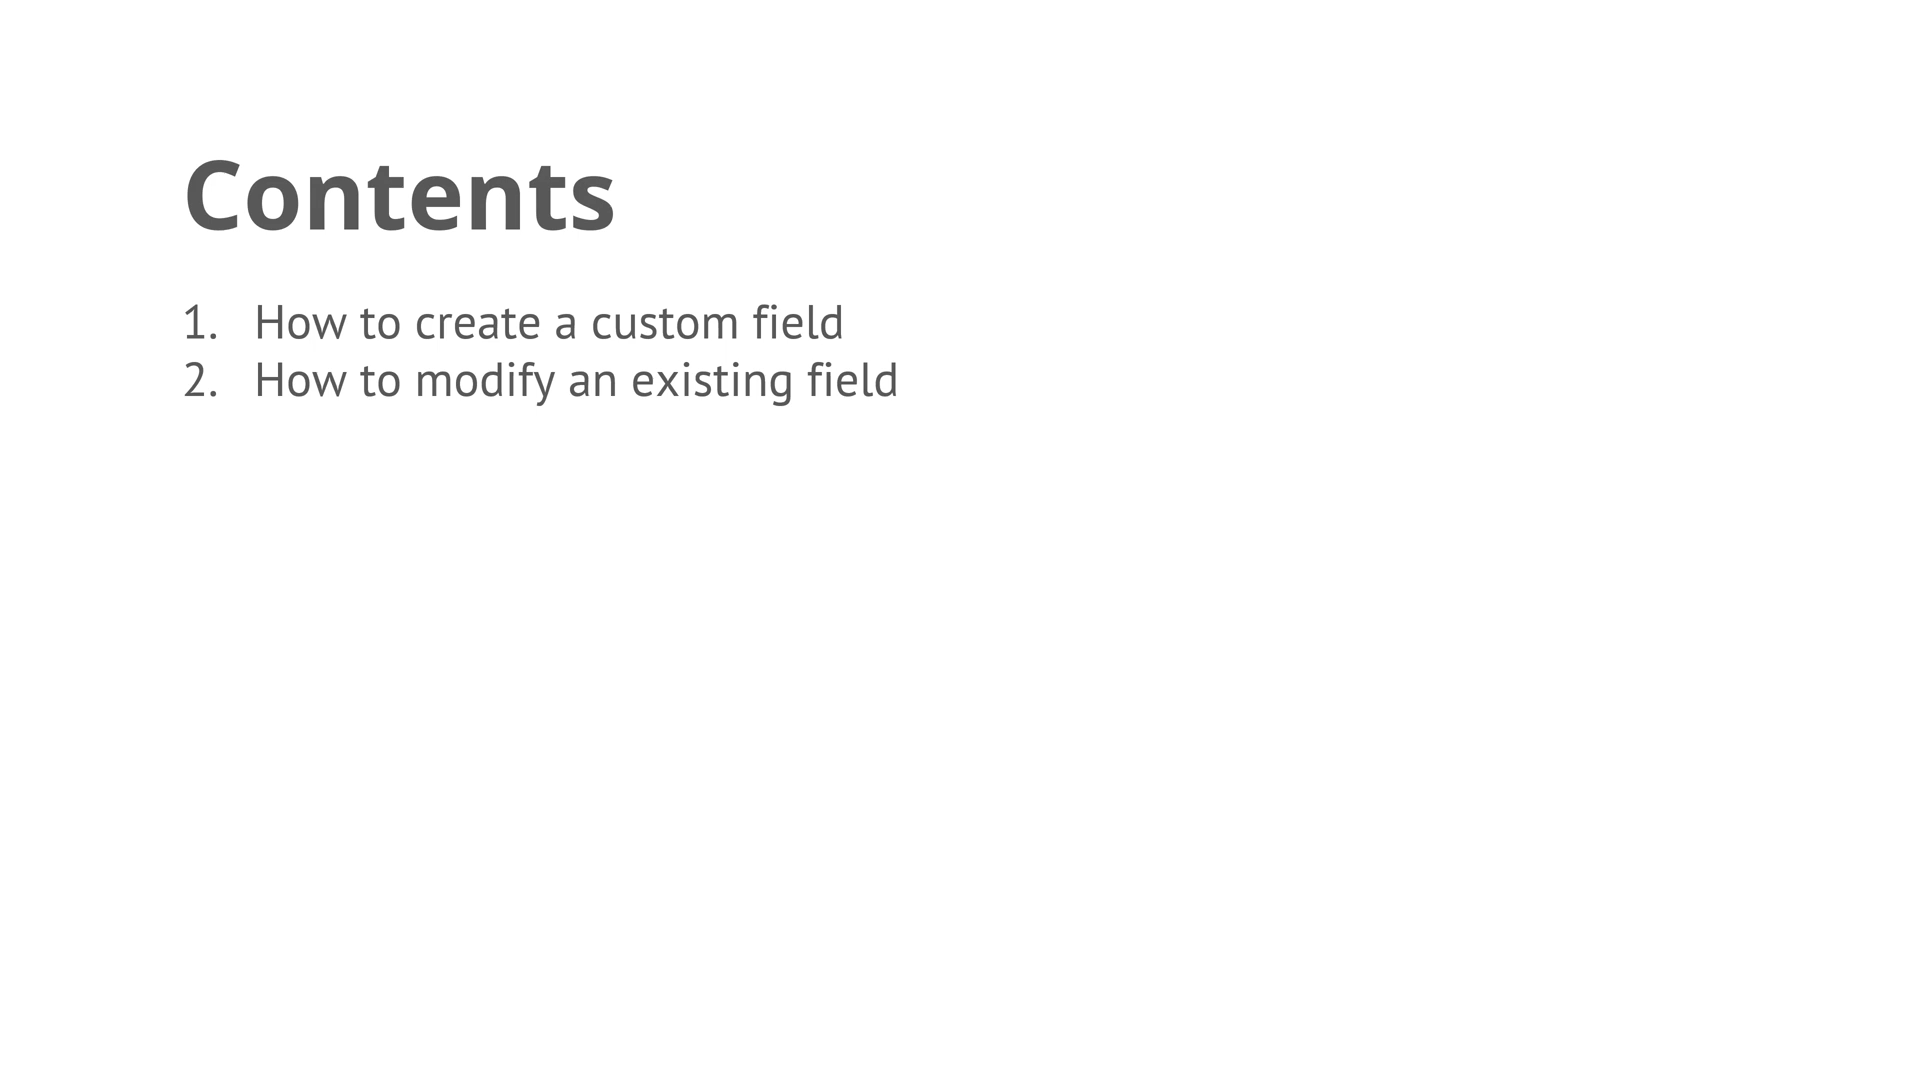 Contents
1. How to create a custom field
2. How to modify an existing field